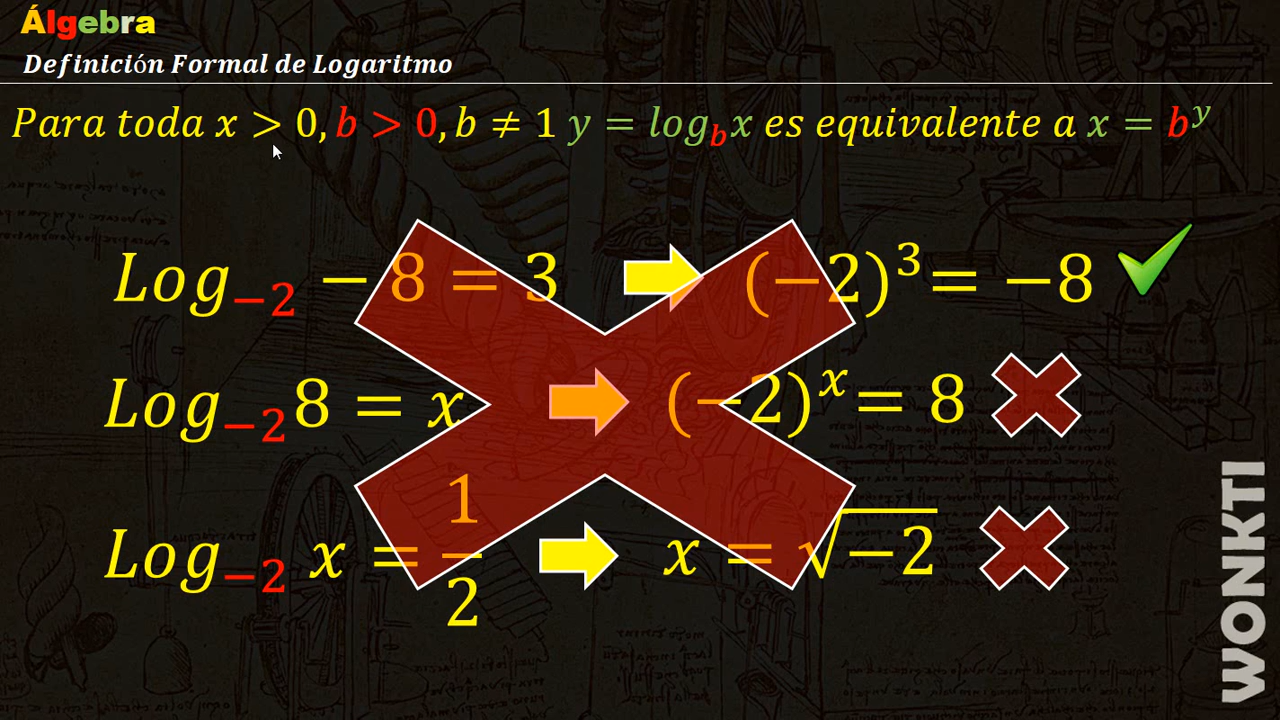 Álgebra
Definición Formal de Logaritmo
Para toda x > 0, b > 0, b ≠ 1 y = log_b x es equivalente a x = b^y
Log_{−2} − 8 = 3 (−2)^3 = −8
Log_{−2} 8 = x (−2)^x = 8
Log_{−2} x = 1/2 x = √−2
WONKTI